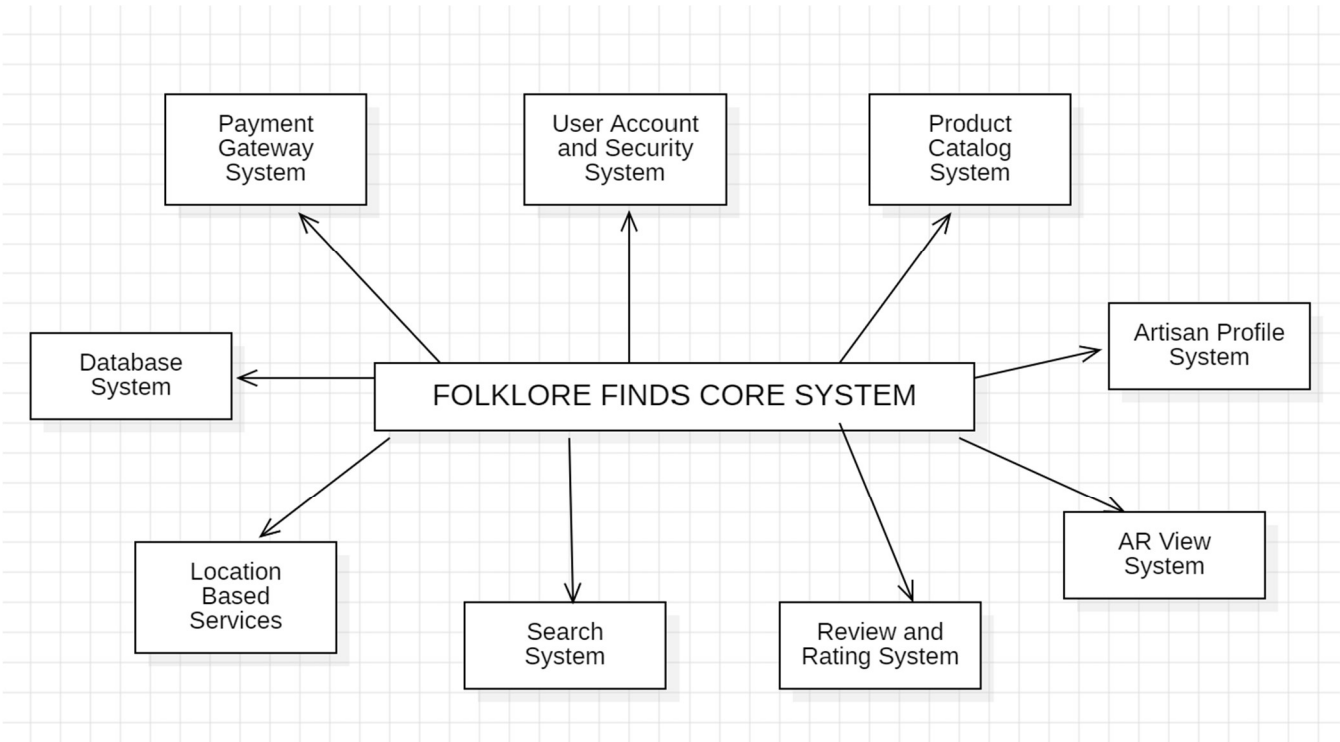 Payment
Gateway
System
User Account
and Security
System
Product
Catalog
System
Artisan Profile
System
Database
System
FOLKLORE FINDS CORE SYSTEM
AR View
System
Location
Based
Services
Search
System
Review and
Rating System